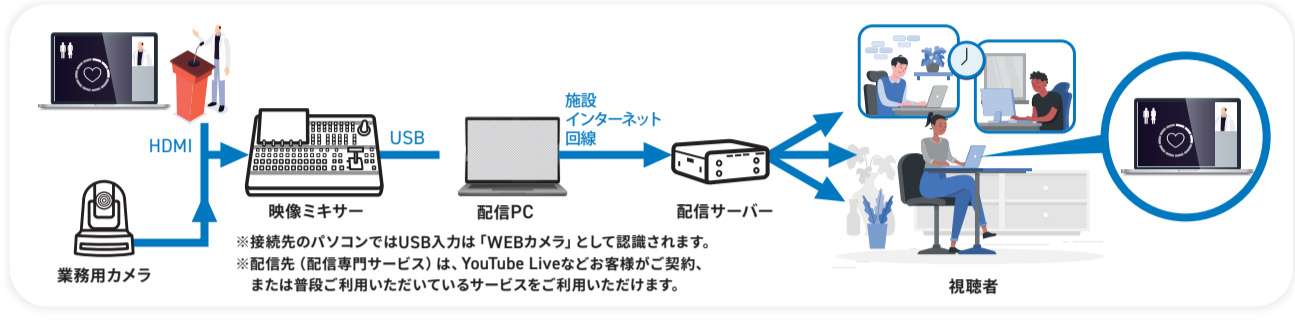 HDMI
USB
施設
インターネット
回線
業務用カメラ
映像ミキサー
配信PC
配信サーバー
視聴者
※接続先のパソコンではUSB入力は「WEBカメラ」として認識されます。
※配信先（配信専門サービス）は、YouTube Liveなどお客様がご契約、
または普段ご利用いただいているサービスをご利用いただけます。